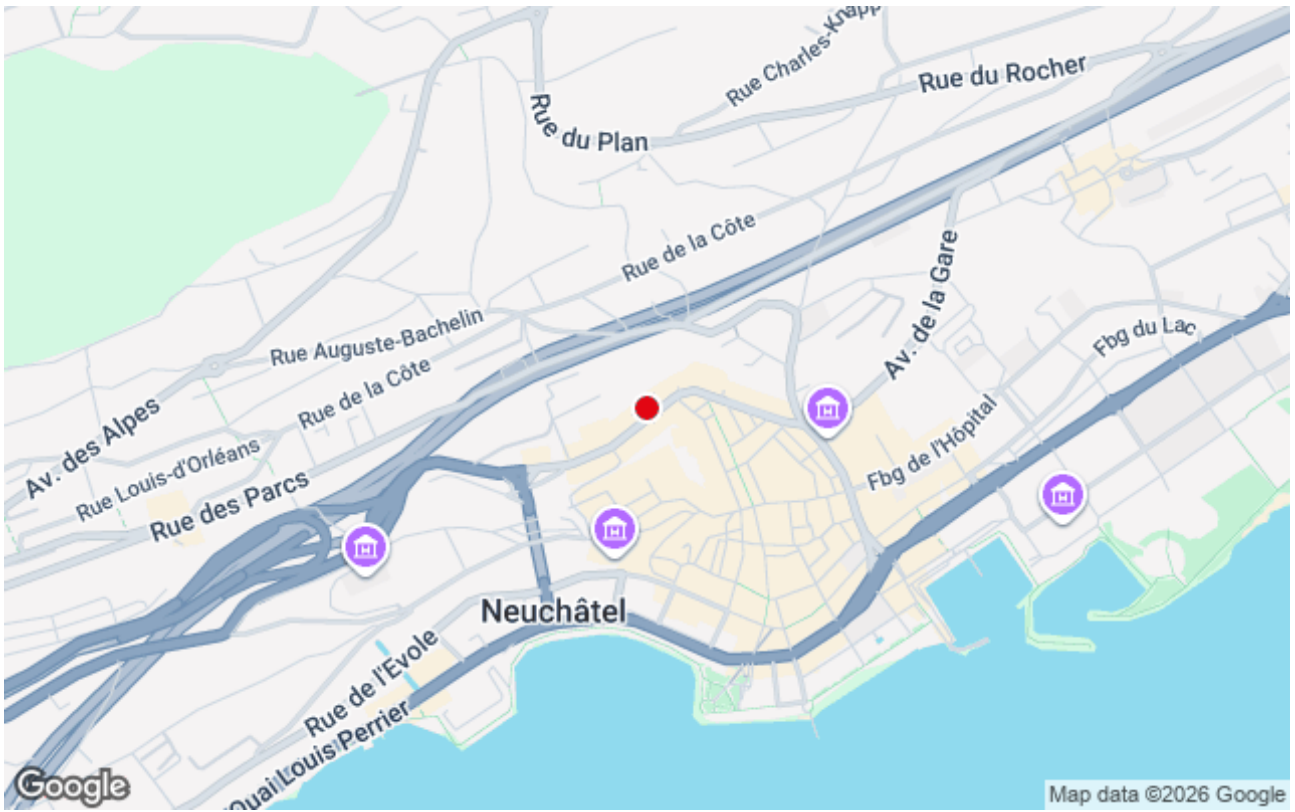 Rue Charles-Knapp
Rue du Rocher
Rue du Plan
Rue de la Côte
Av. de la Gare
Fbg du Lac
Rue Auguste-Bachelin
Rue de la Côte
Av. des Alpes
Rue Louis-d'Orléans
Fbg de l'Hôpital
Rue des Parcs
Neuchâtel
Rue de l'Evole
Quai Louis Perrier
Google
Map data ©2026 Google